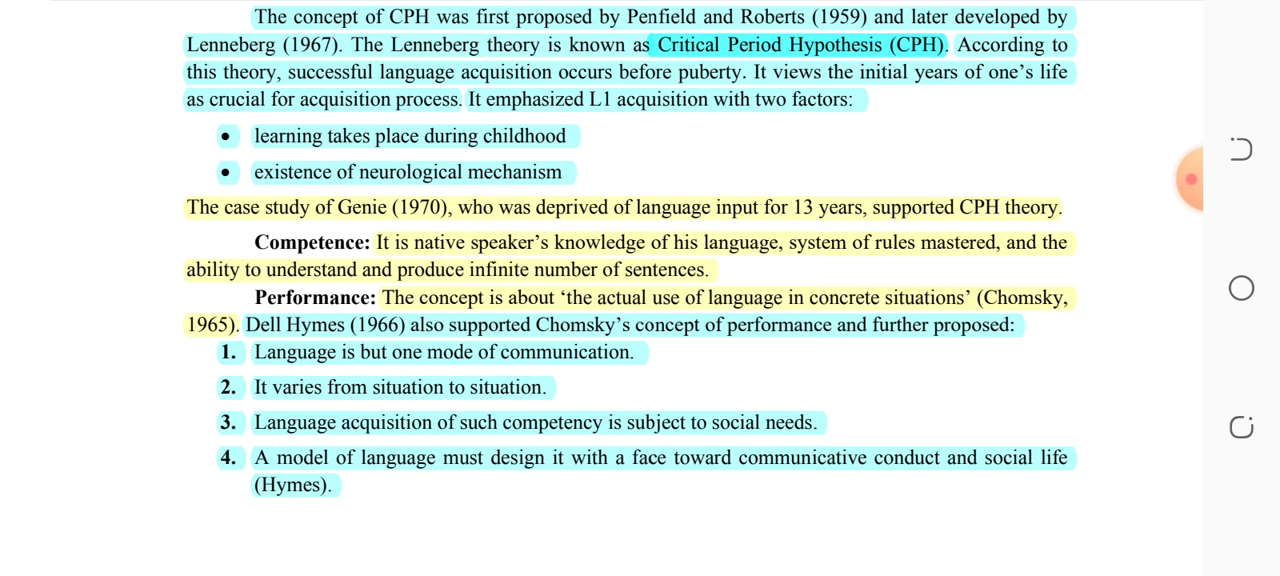 The concept of CPH was first proposed by Penfield and Roberts (1959) and later developed by
Lenneberg (1967). The Lenneberg theory is known as Critical Period Hypothesis (CPH). According to
this theory, successful language acquisition occurs before puberty. It views the initial years of one’s life
as crucial for acquisition process. It emphasized L1 acquisition with two factors:
• learning takes place during childhood
• existence of neurological mechanism
The case study of Genie (1970), who was deprived of language input for 13 years, supported CPH theory.
Competence: It is native speaker’s knowledge of his language, system of rules mastered, and the
ability to understand and produce infinite number of sentences.
Performance: The concept is about ‘the actual use of language in concrete situations’ (Chomsky,
1965). Dell Hymes (1966) also supported Chomsky’s concept of performance and further proposed:
1. Language is but one mode of communication.
2. It varies from situation to situation.
3. Language acquisition of such competency is subject to social needs.
4. A model of language must design it with a face toward communicative conduct and social life
(Hymes).